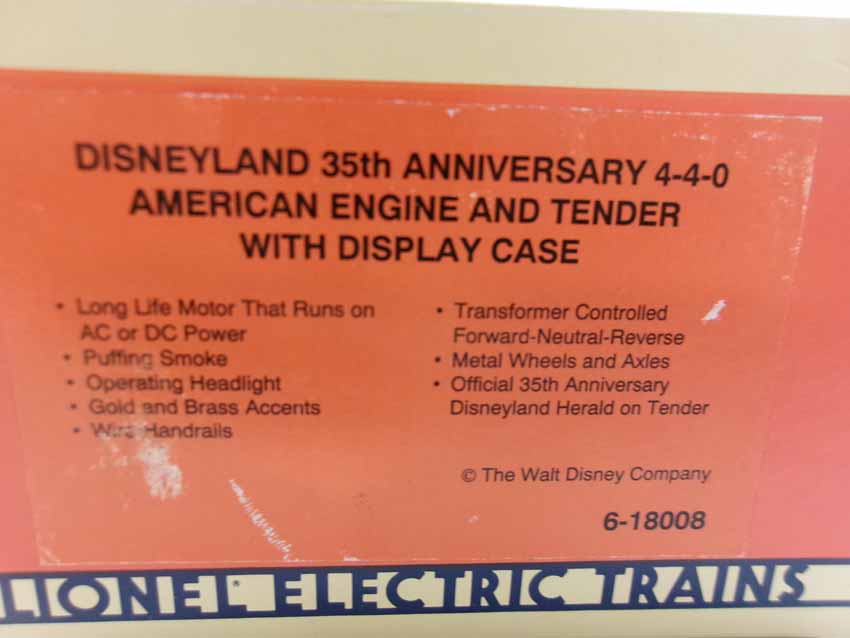 DISNEYLAND 35th ANNIVERSARY 4-4-0
AMERICAN ENGINE AND TENDER
WITH DISPLAY CASE
• Long Life Motor That Runs on
AC or DC Power
• Puffing Smoke
• Operating Headlight
• Gold and Brass Accents
• Wire Handrails
• Transformer Controlled
Forward-Neutral-Reverse
• Metal Wheels and Axles
• Official 35th Anniversary
Disneyland Herald on Tender
© The Walt Disney Company
6-18008
LIONEL® ELECTRIC TRAINS